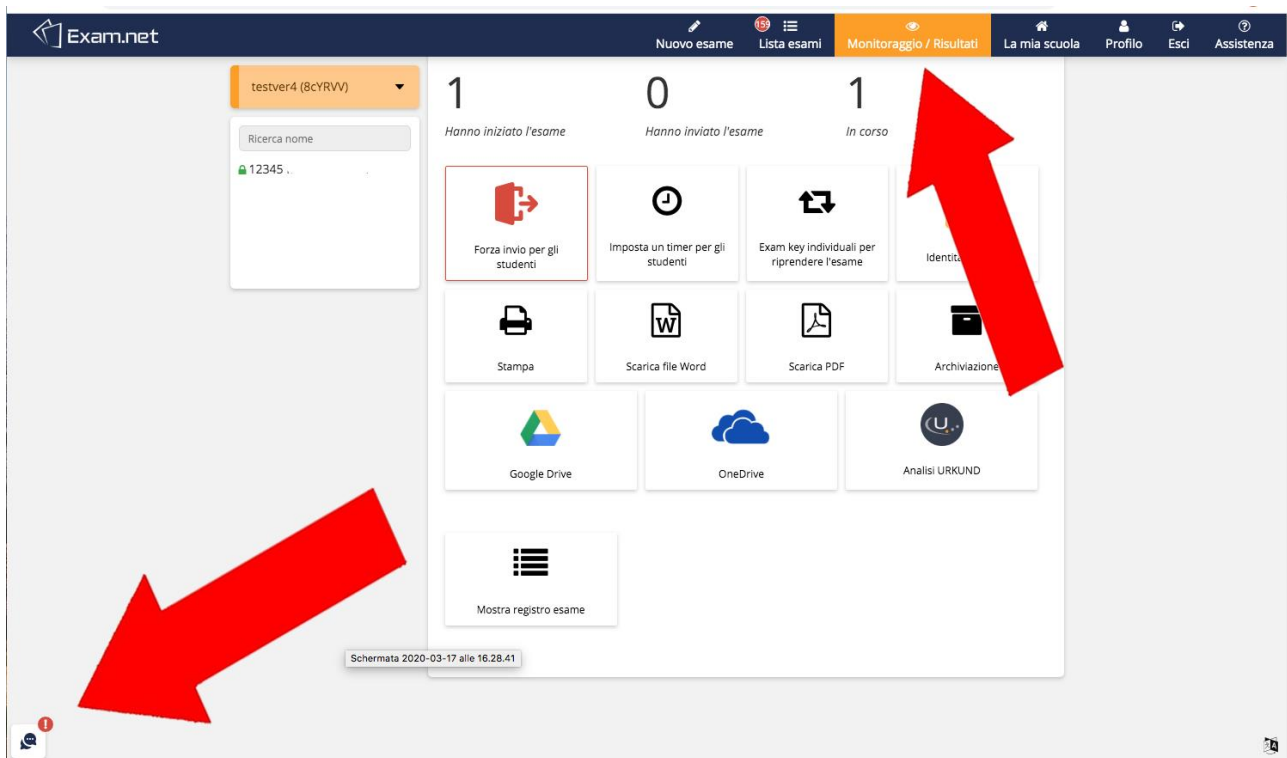 Exam.net
Nuovo esame
159
Lista esami
Monitoraggio / Risultati
La mia scuola
Profilo
Esci
Assistenza
testver4 (8cYRVV)
Ricerca nome
12345
1
Hanno iniziato l'esame
0
Hanno inviato l'esame
1
In corso
Forza invio per gli
studenti
Imposta un timer per gli
studenti
Exam key individuali per
riprendere l'esame
Stampa
W
Scarica file Word
Scarica PDF
Archiviazione
Google Drive
OneDrive
U
Analisi URKUND
Mostra registro esame
Schermata 2020-03-17 alle 16.28.41
!